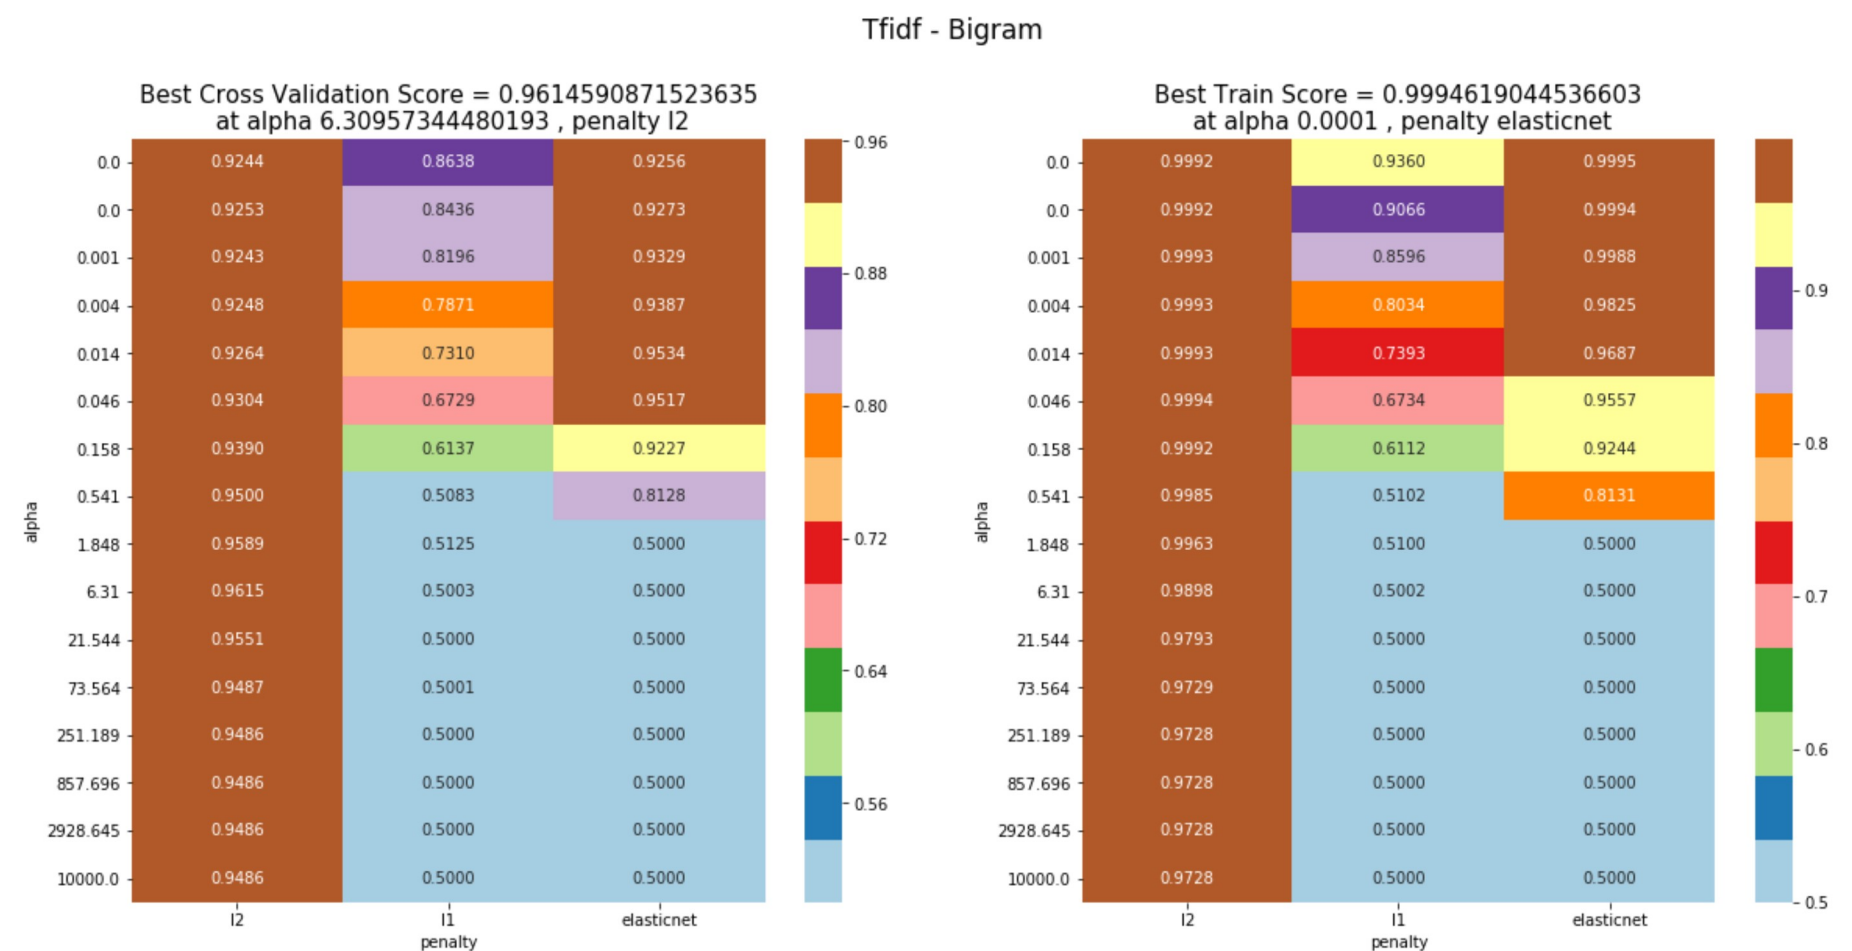 Tfidf - Bigram
Best Cross Validation Score = 0.9614590871523635
at alpha 6.30957344480193 , penalty l2
0.0 0.9244 0.8638 0.9256
0.0 0.9253 0.8436 0.9273
0.001 0.9243 0.8196 0.9329
0.004 0.9248 0.7871 0.9387
0.014 0.9264 0.7310 0.9534
0.046 0.9304 0.6729 0.9517
0.158 0.9390 0.6137 0.9227
0.541 0.9500 0.5083 0.8128
1.848 0.9589 0.5125 0.5000
6.31 0.9615 0.5003 0.5000
21.544 0.9551 0.5000 0.5000
73.564 0.9487 0.5001 0.5000
251.189 0.9486 0.5000 0.5000
857.696 0.9486 0.5000 0.5000
2928.645 0.9486 0.5000 0.5000
10000.0 0.9486 0.5000 0.5000
alpha
l2 l1 elasticnet
penalty
0.96
0.88
0.80
0.72
0.64
0.56
Best Train Score = 0.9994619044536603
at alpha 0.0001 , penalty elasticnet
0.0 0.9992 0.9360 0.9995
0.0 0.9992 0.9066 0.9994
0.001 0.9993 0.8596 0.9988
0.004 0.9993 0.8034 0.9825
0.014 0.9993 0.7393 0.9687
0.046 0.9994 0.6734 0.9557
0.158 0.9992 0.6112 0.9244
0.541 0.9985 0.5102 0.8131
1.848 0.9963 0.5100 0.5000
6.31 0.9898 0.5002 0.5000
21.544 0.9793 0.5000 0.5000
73.564 0.9729 0.5000 0.5000
251.189 0.9728 0.5000 0.5000
857.696 0.9728 0.5000 0.5000
2928.645 0.9728 0.5000 0.5000
10000.0 0.9728 0.5000 0.5000
alpha
l2 l1 elasticnet
penalty
0.9
0.8
0.7
0.6
0.5